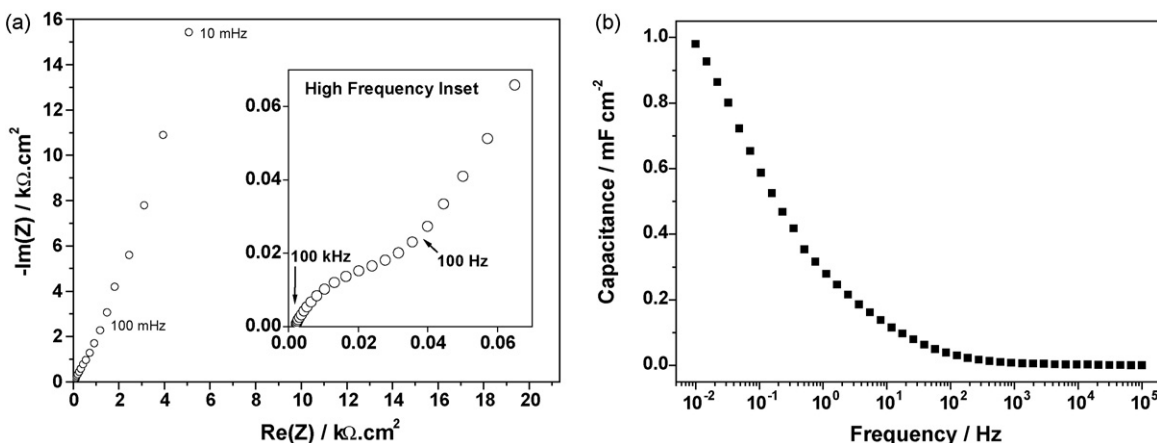 (a)
16
14
12
10
8
6
4
2
0
-Im(Z) / kΩ.cm²
10 mHz
100 mHz
High Frequency Inset
0.06
0.04
0.02
0.00
100 kHz
100 Hz
0.00 0.02 0.04 0.06
0 2 4 6 8 10 12 14 16 18 20
Re(Z) / kΩ.cm²
(b)
1.0
0.8
0.6
0.4
0.2
0.0
Capacitance / mF cm⁻²
10⁻² 10⁻¹ 10⁰ 10¹ 10² 10³ 10⁴ 10⁵
Frequency / Hz